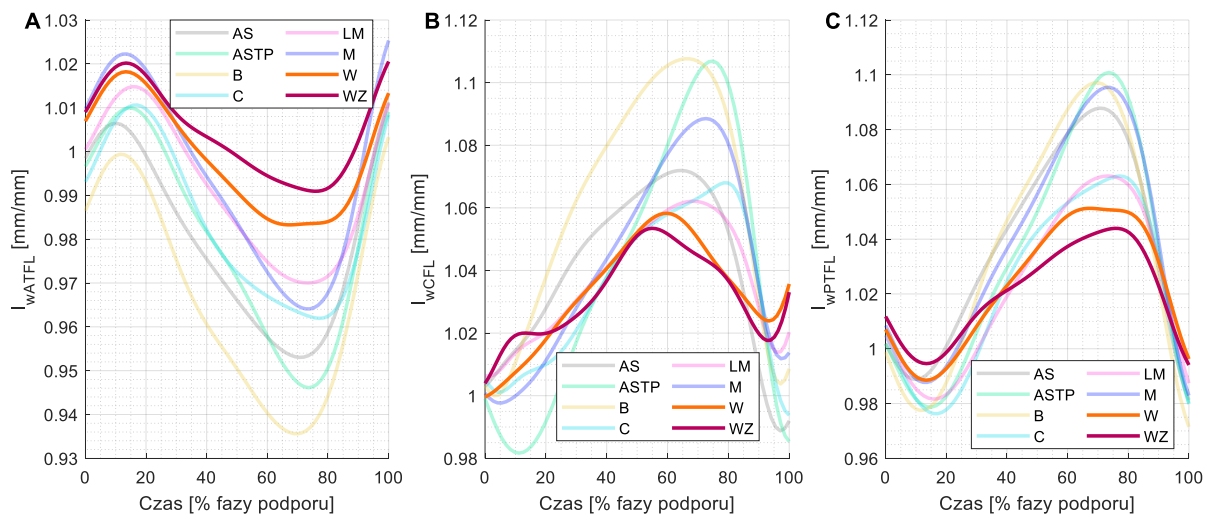 A
1.03
1.02
1.01
1
0.99
0.98
0.97
0.96
0.95
0.94
0.93
0 20 40 60 80 100
I_wATFL [mm/mm]
Czas [% fazy podporu]
AS LM
ASTP M
B W
C WZ
B
1.12
1.1
1.08
1.06
1.04
1.02
1
0.98
0 20 40 60 80 100
I_wCFL [mm/mm]
Czas [% fazy podporu]
AS LM
ASTP M
B W
C WZ
C
1.12
1.1
1.08
1.06
1.04
1.02
1
0.98
0.96
0 20 40 60 80 100
I_wPTFL [mm/mm]
Czas [% fazy podporu]
AS LM
ASTP M
B W
C WZ